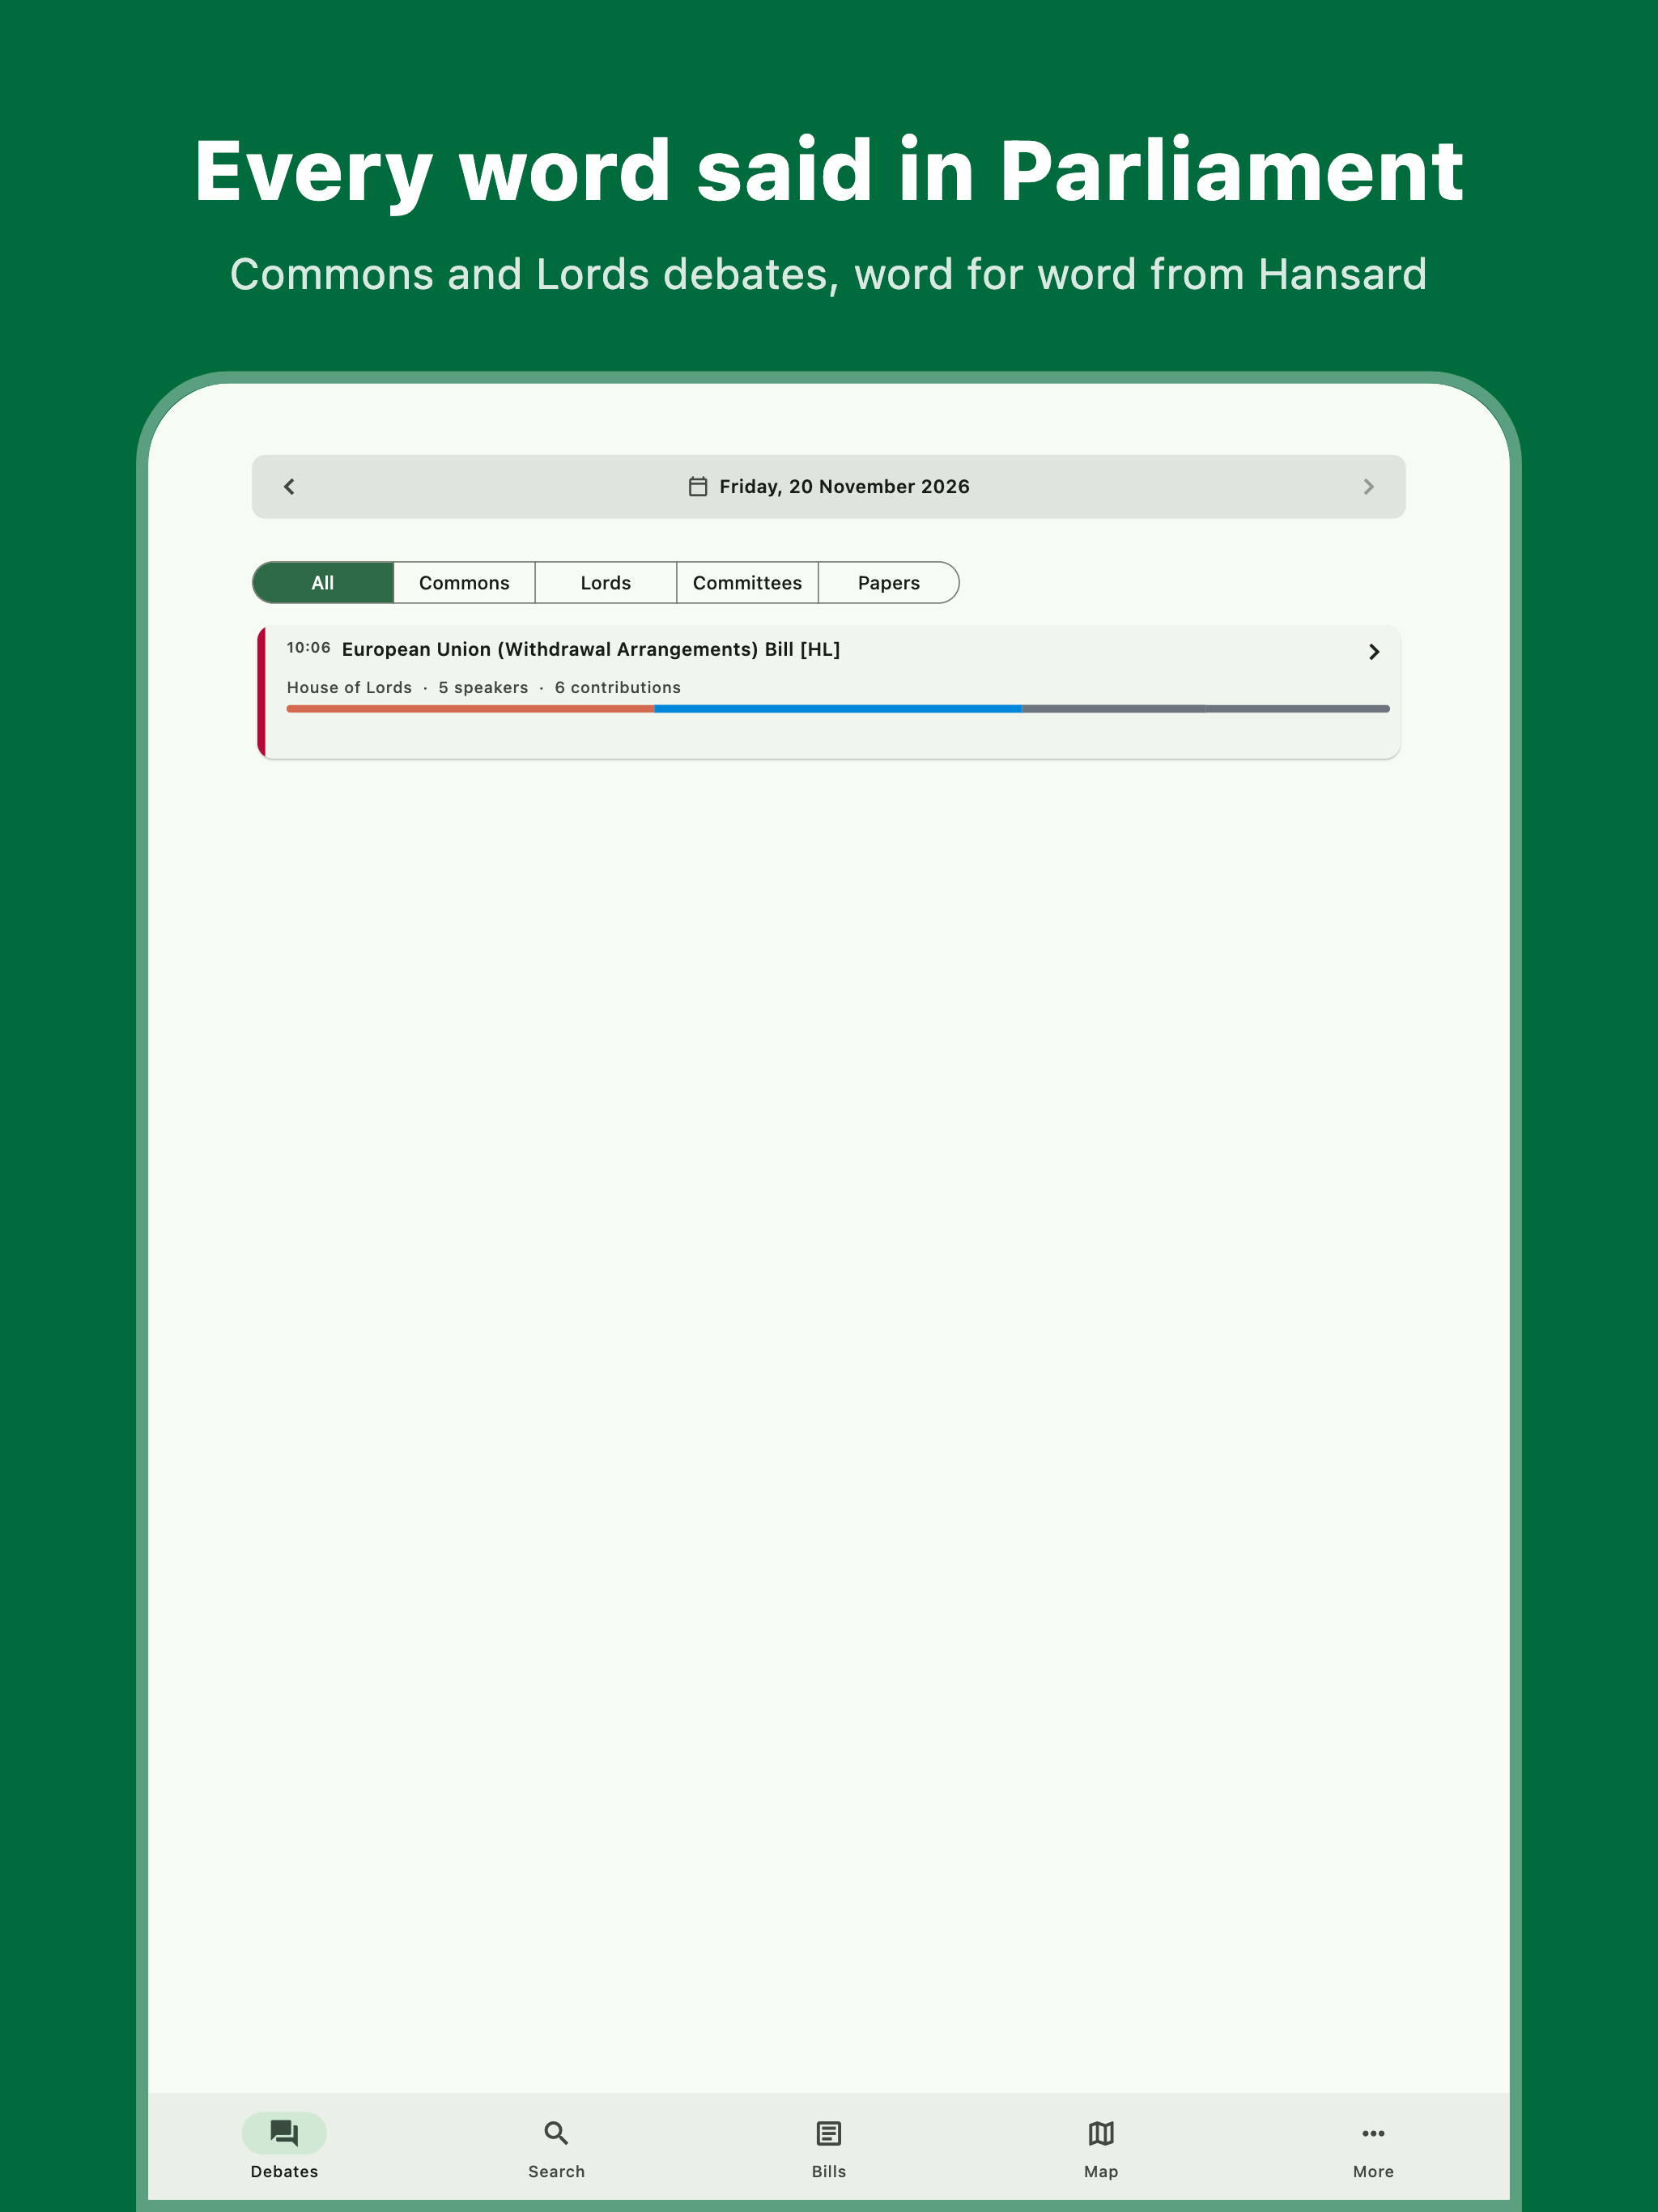 Every word said in Parliament
Commons and Lords debates, word for word from Hansard
Friday, 20 November 2026
All Commons Lords Committees Papers
10:06 European Union (Withdrawal Arrangements) Bill [HL]
House of Lords · 5 speakers · 6 contributions
Debates Search Bills Map More